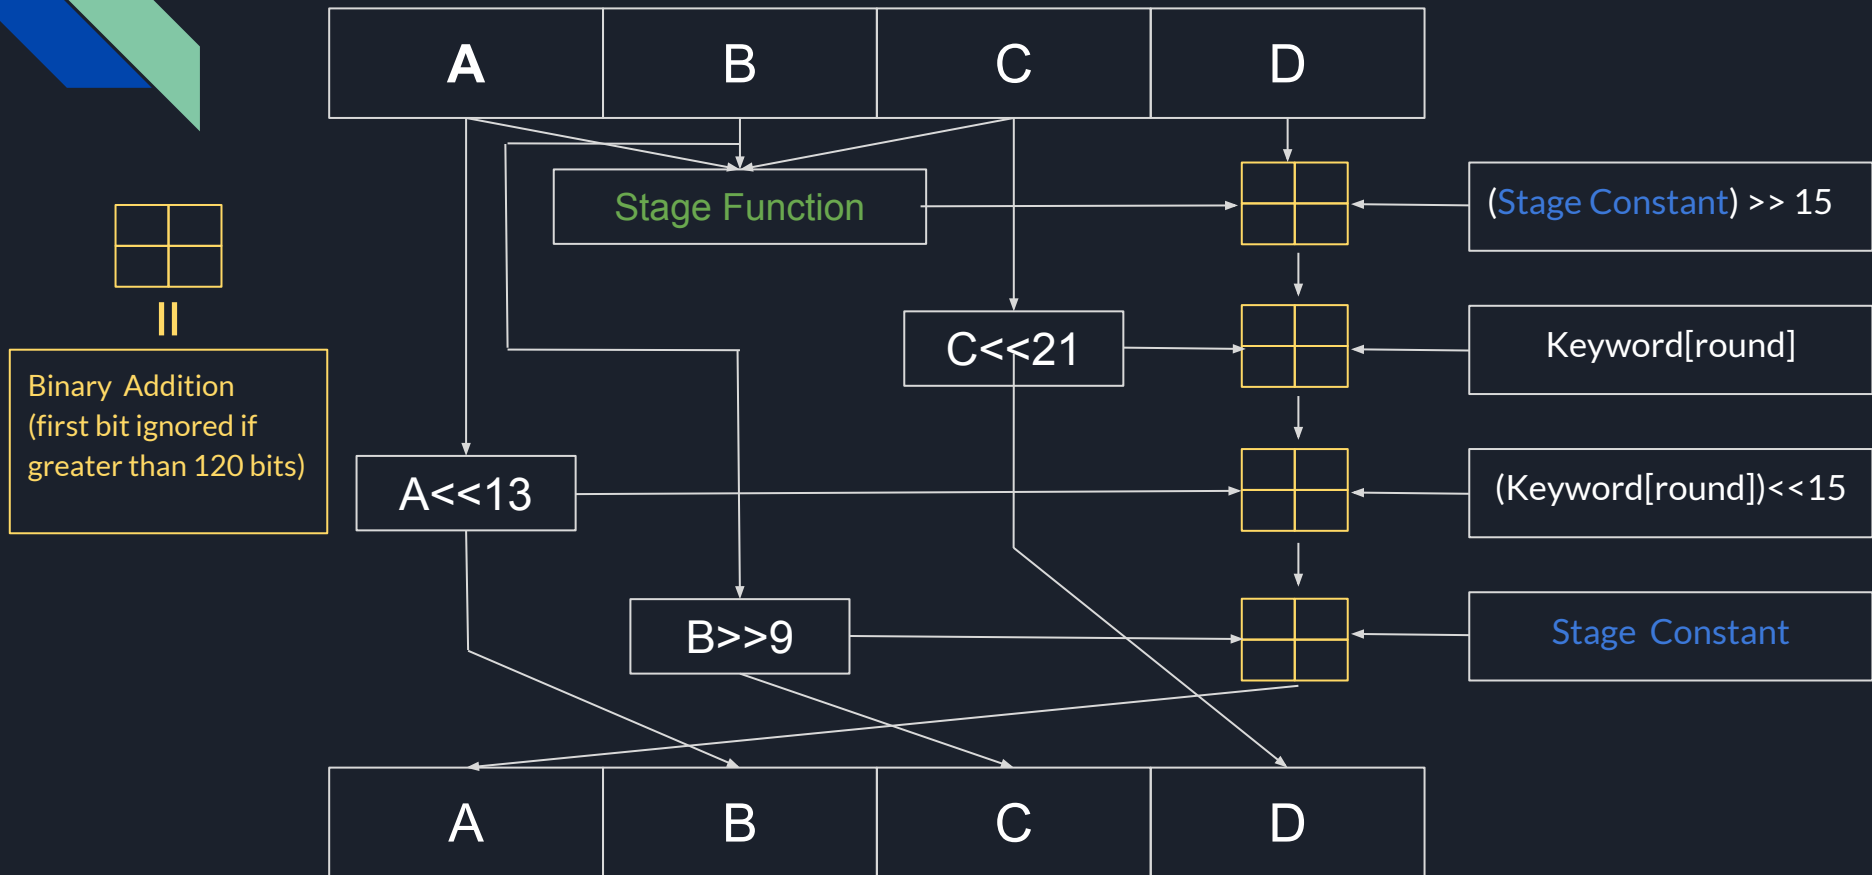 A B C D
Stage Function
(Stage Constant) >> 15
C<<21
Keyword[round]
Binary Addition
(first bit ignored if
greater than 120 bits)
A<<13
(Keyword[round])<<15
B>>9
Stage Constant
A B C D